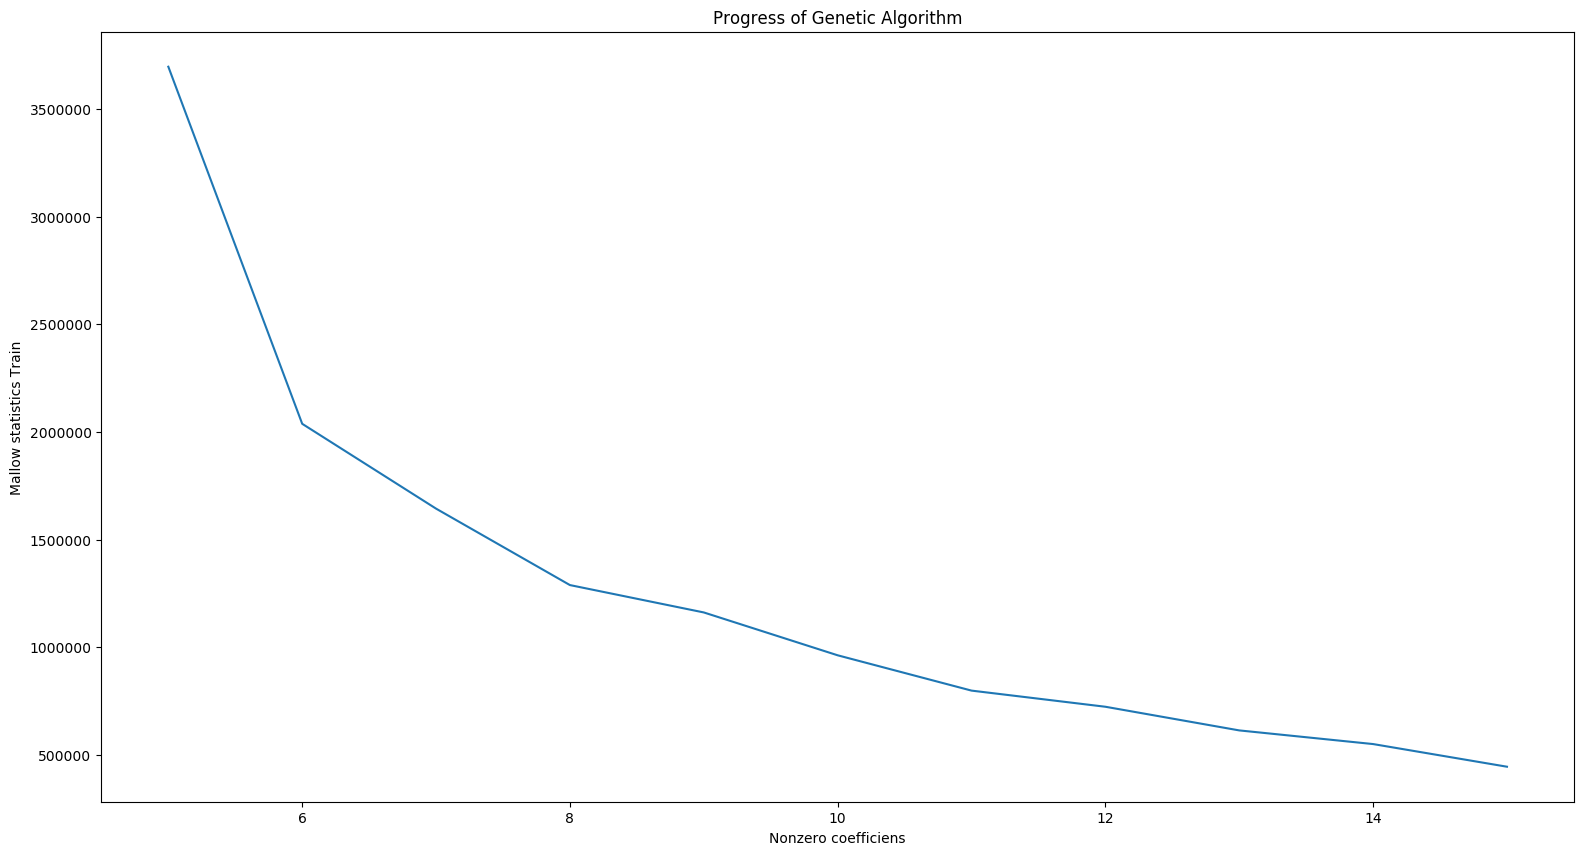 Progress of Genetic Algorithm
3500000
3000000
2500000
2000000
1500000
1000000
500000
Mallow statistics Train
6 8 10 12 14
Nonzero coefficiens